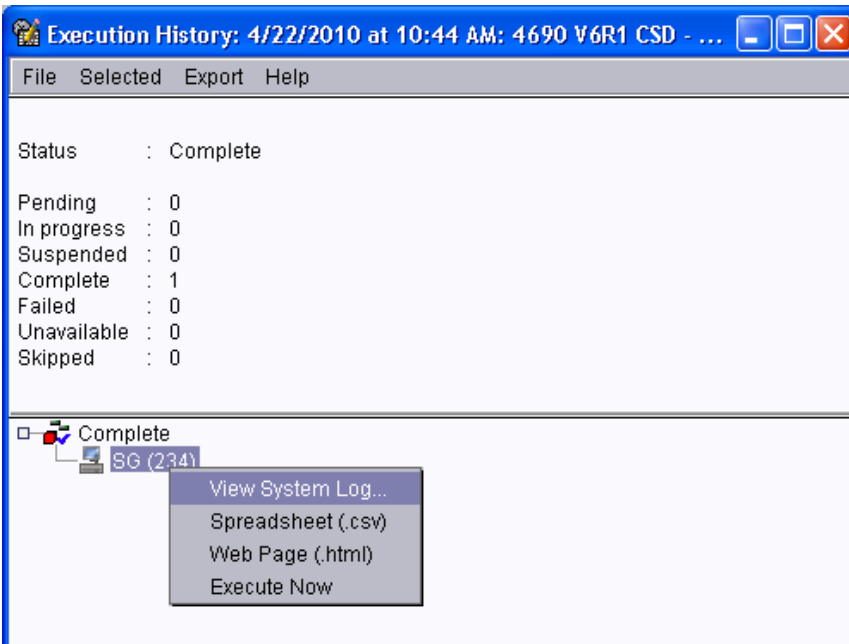 Execution History: 4/22/2010 at 10:44 AM: 4690 V6R1 CSD - ...
File Selected Export Help
Status : Complete
Pending : 0
In progress : 0
Suspended : 0
Complete : 1
Failed : 0
Unavailable : 0
Skipped : 0
Complete
SG (234)
View System Log...
Spreadsheet (.csv)
Web Page (.html)
Execute Now